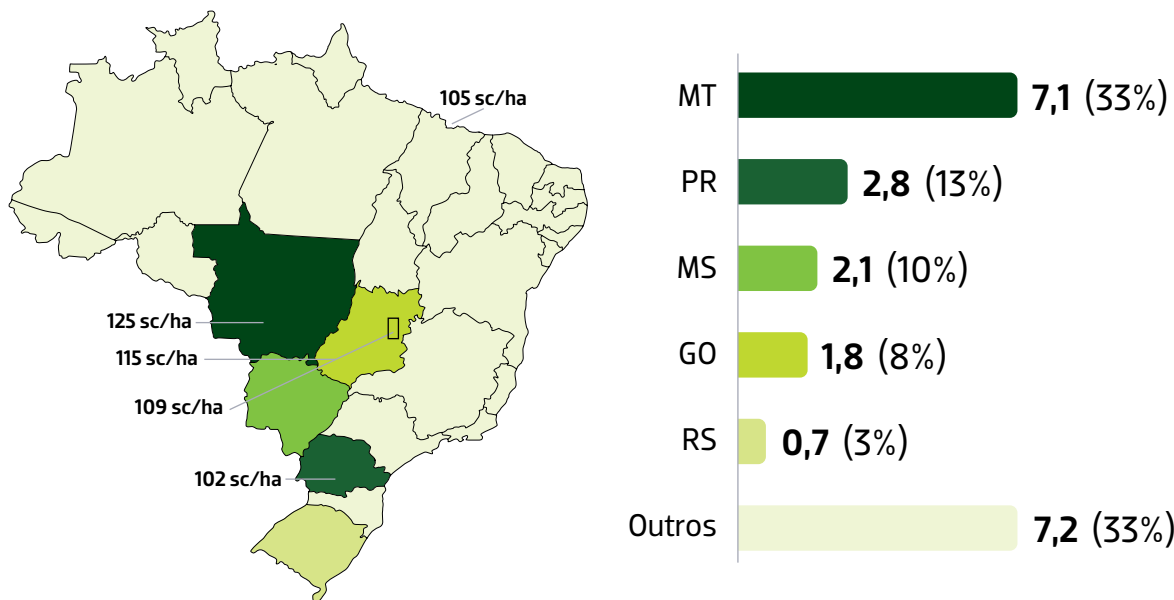 105 sc/ha
125 sc/ha
115 sc/ha
109 sc/ha
102 sc/ha
MT 7,1 (33%)
PR 2,8 (13%)
MS 2,1 (10%)
GO 1,8 (8%)
RS 0,7 (3%)
Outros 7,2 (33%)